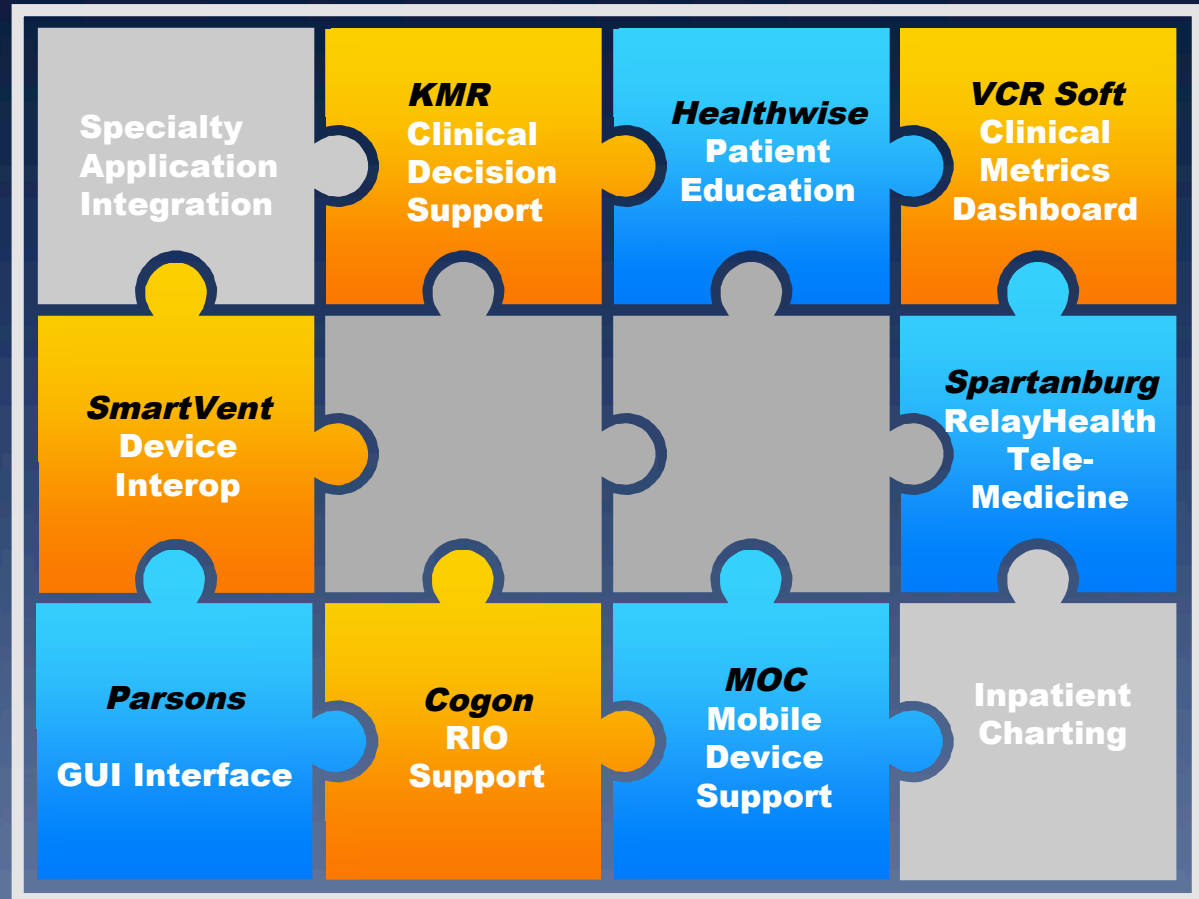 Specialty
Application
Integration
KMR
Clinical
Decision
Support
Healthwise
Patient
Education
VCR Soft
Clinical
Metrics
Dashboard
SmartVent
Device
Interop
Spartanburg
RelayHealth
Tele-
Medicine
Parsons
GUI Interface
Cogon
RIO
Support
MOC
Mobile
Device
Support
Inpatient
Charting